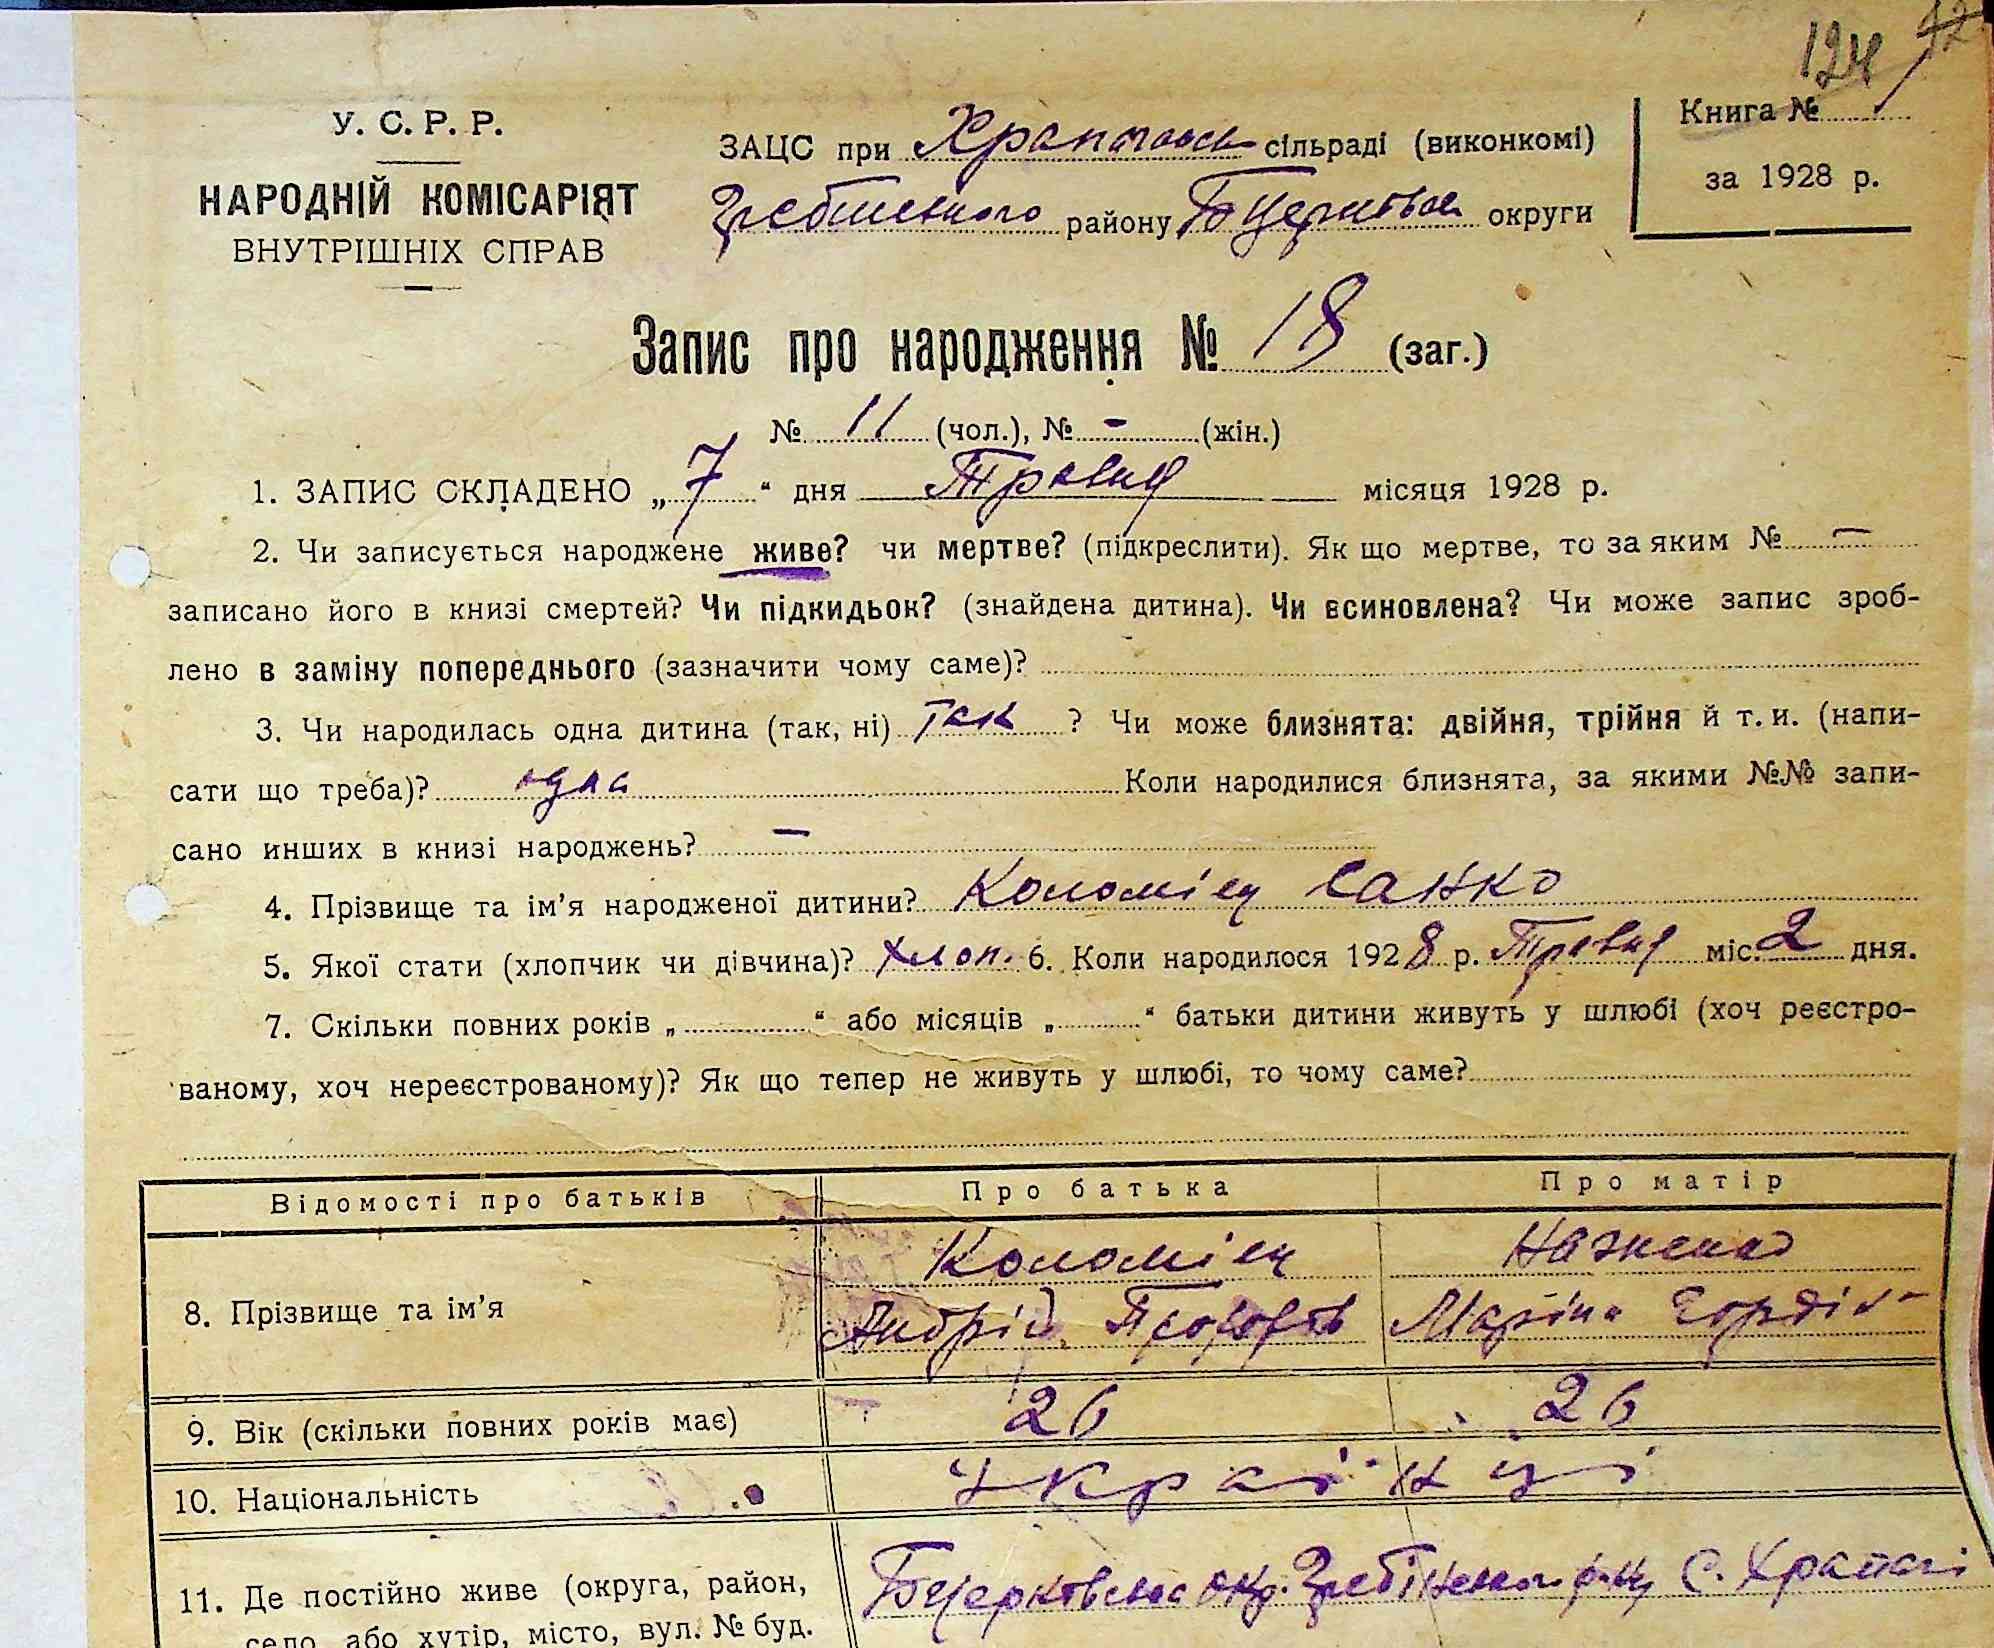 124
У. С. Р. Р.
НАРОДНІЙ КОМІСАРІЯТ
ВНУТРІШНІХ СПРАВ
ЗАЦС при сільраді (виконкомі)
району округи
Книга №
за 1928 р.
Запис про народження № 18 (заг.)
№ 11 (чол.), № - (жін.)
1. ЗАПИС СКЛАДЕНО „7“ дня Травня місяця 1928 р.
2. Чи записується народжене живе? чи мертве? (підкреслити). Як що мертве, то за яким № —
записано його в книзі смертей? Чи підкидьок? (знайдена дитина). Чи всиновлена? Чи може запис зроб-
лено в заміну попереднього (зазначити чому саме)?
3. Чи народилась одна дитина (так, ні) так ? Чи може близнята: двійня, трійня й т. и. (напи-
сати що треба)? одна Коли народилися близнята, за якими №№ запи-
сано инших в книзі народжень? —
4. Прізвище та ім’я народженої дитини? Коломієц Санко
5. Якої стати (хлопчик чи дівчина)? хлоп. 6. Коли народилося 1928 р. Травня міс. 2 дня.
7. Скільки повних років „ “ або місяців „ “ батьки дитини живуть у шлюбі (хоч реєстро-
ваному, хоч нереєстрованому)? Як що тепер не живуть у шлюбі, то чому саме?
Відомості про батьків Про батька Про матір
Коломієц
8. Прізвище та ім’я
Андрій
9. Вік (скільки повних років має) 26 26
10. Національність Українці
11. Де постійно живе (округа, район, с. Храпачі
село або хутір, місто, вул. № буд.